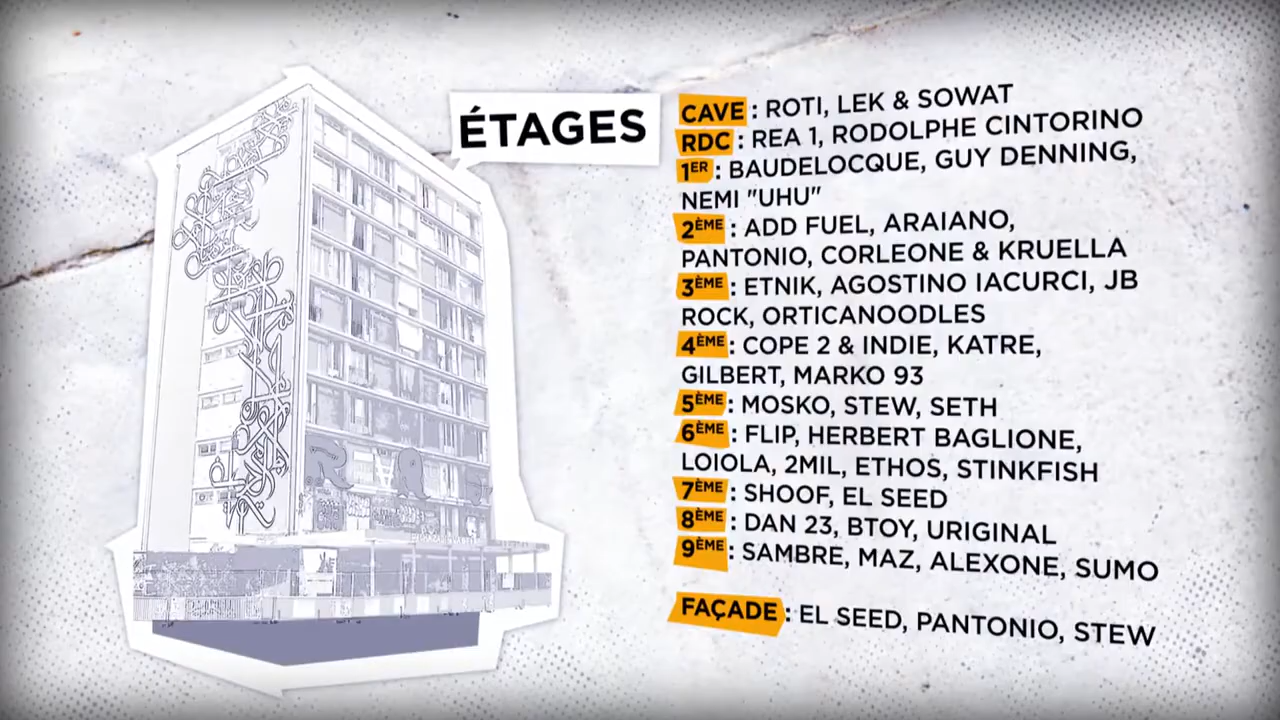 ÉTAGES
CAVE : ROTI, LEK & SOWAT
RDC : REA 1, RODOLPHE CINTORINO
1ER : BAUDELOCQUE, GUY DENNING,
NEMI "UHU"
2ÈME : ADD FUEL, ARAIANO,
PANTONIO, CORLEONE & KRUELLA
3ÈME : ETNIK, AGOSTINO IACURCI, JB
ROCK, ORTICANOODLES
4ÈME : COPE 2 & INDIE, KATRE,
GILBERT, MARKO 93
5ÈME : MOSKO, STEW, SETH
6ÈME : FLIP, HERBERT BAGLIONE,
LOIOLA, 2MIL, ETHOS, STINKFISH
7ÈME : SHOOF, EL SEED
8ÈME : DAN 23, BTOY, URIGINAL
9ÈME : SAMBRE, MAZ, ALEXONE, SUMO
FAÇADE : EL SEED, PANTONIO, STEW